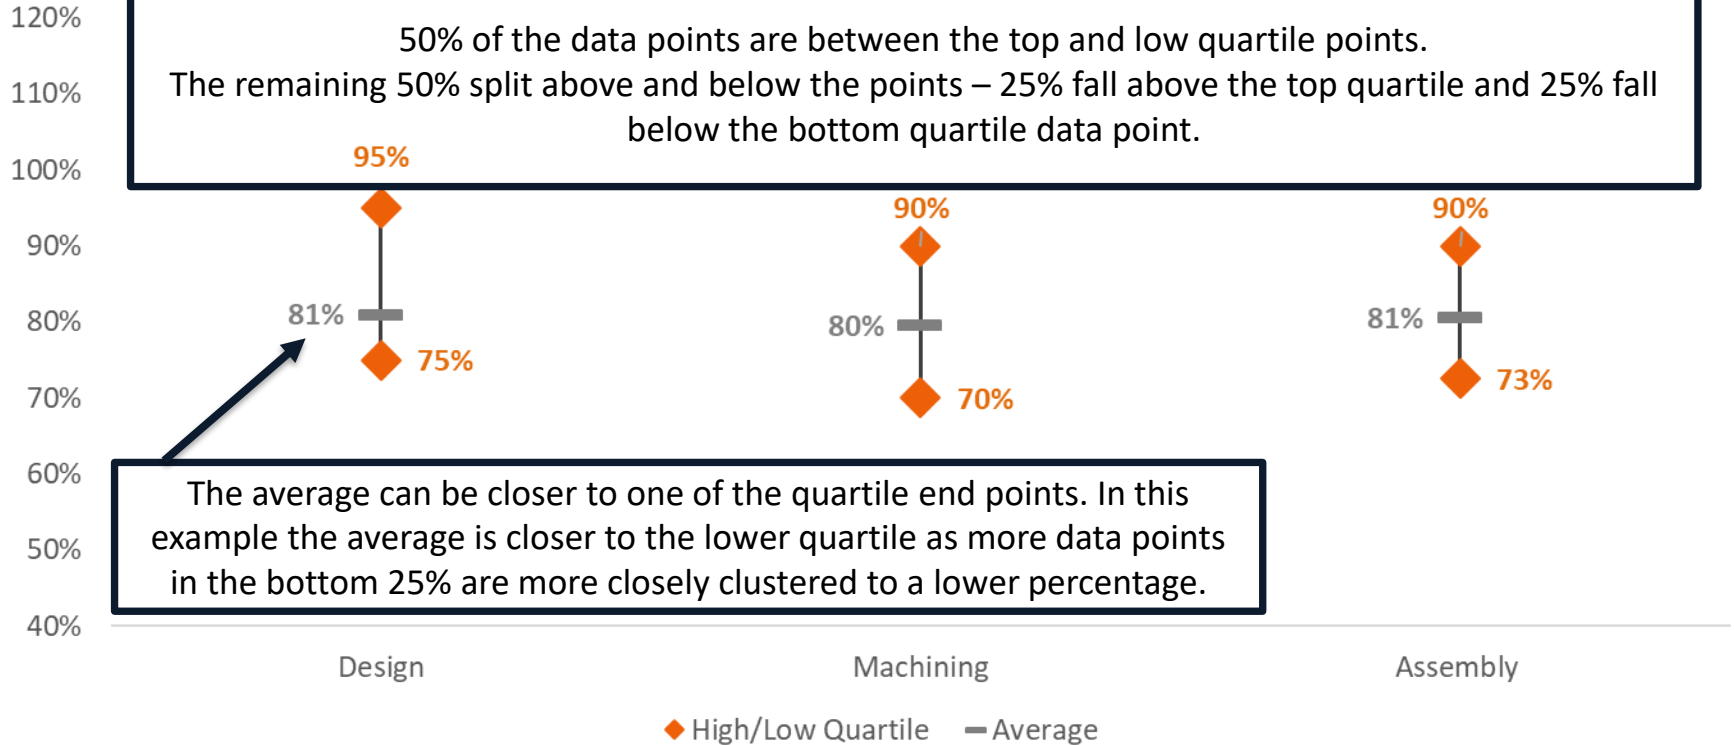 120%
50% of the data points are between the top and low quartile points.
110%
The remaining 50% split above and below the points – 25% fall above the top quartile and 25% fall
below the bottom quartile data point.
100%
95%
90%
90%
90%
81%
80%
80%
81%
75%
70%
70%
73%
60%
The average can be closer to one of the quartile end points. In this
example the average is closer to the lower quartile as more data points
in the bottom 25% are more closely clustered to a lower percentage.
50%
40%
Design
Machining
Assembly
High/Low Quartile
Average